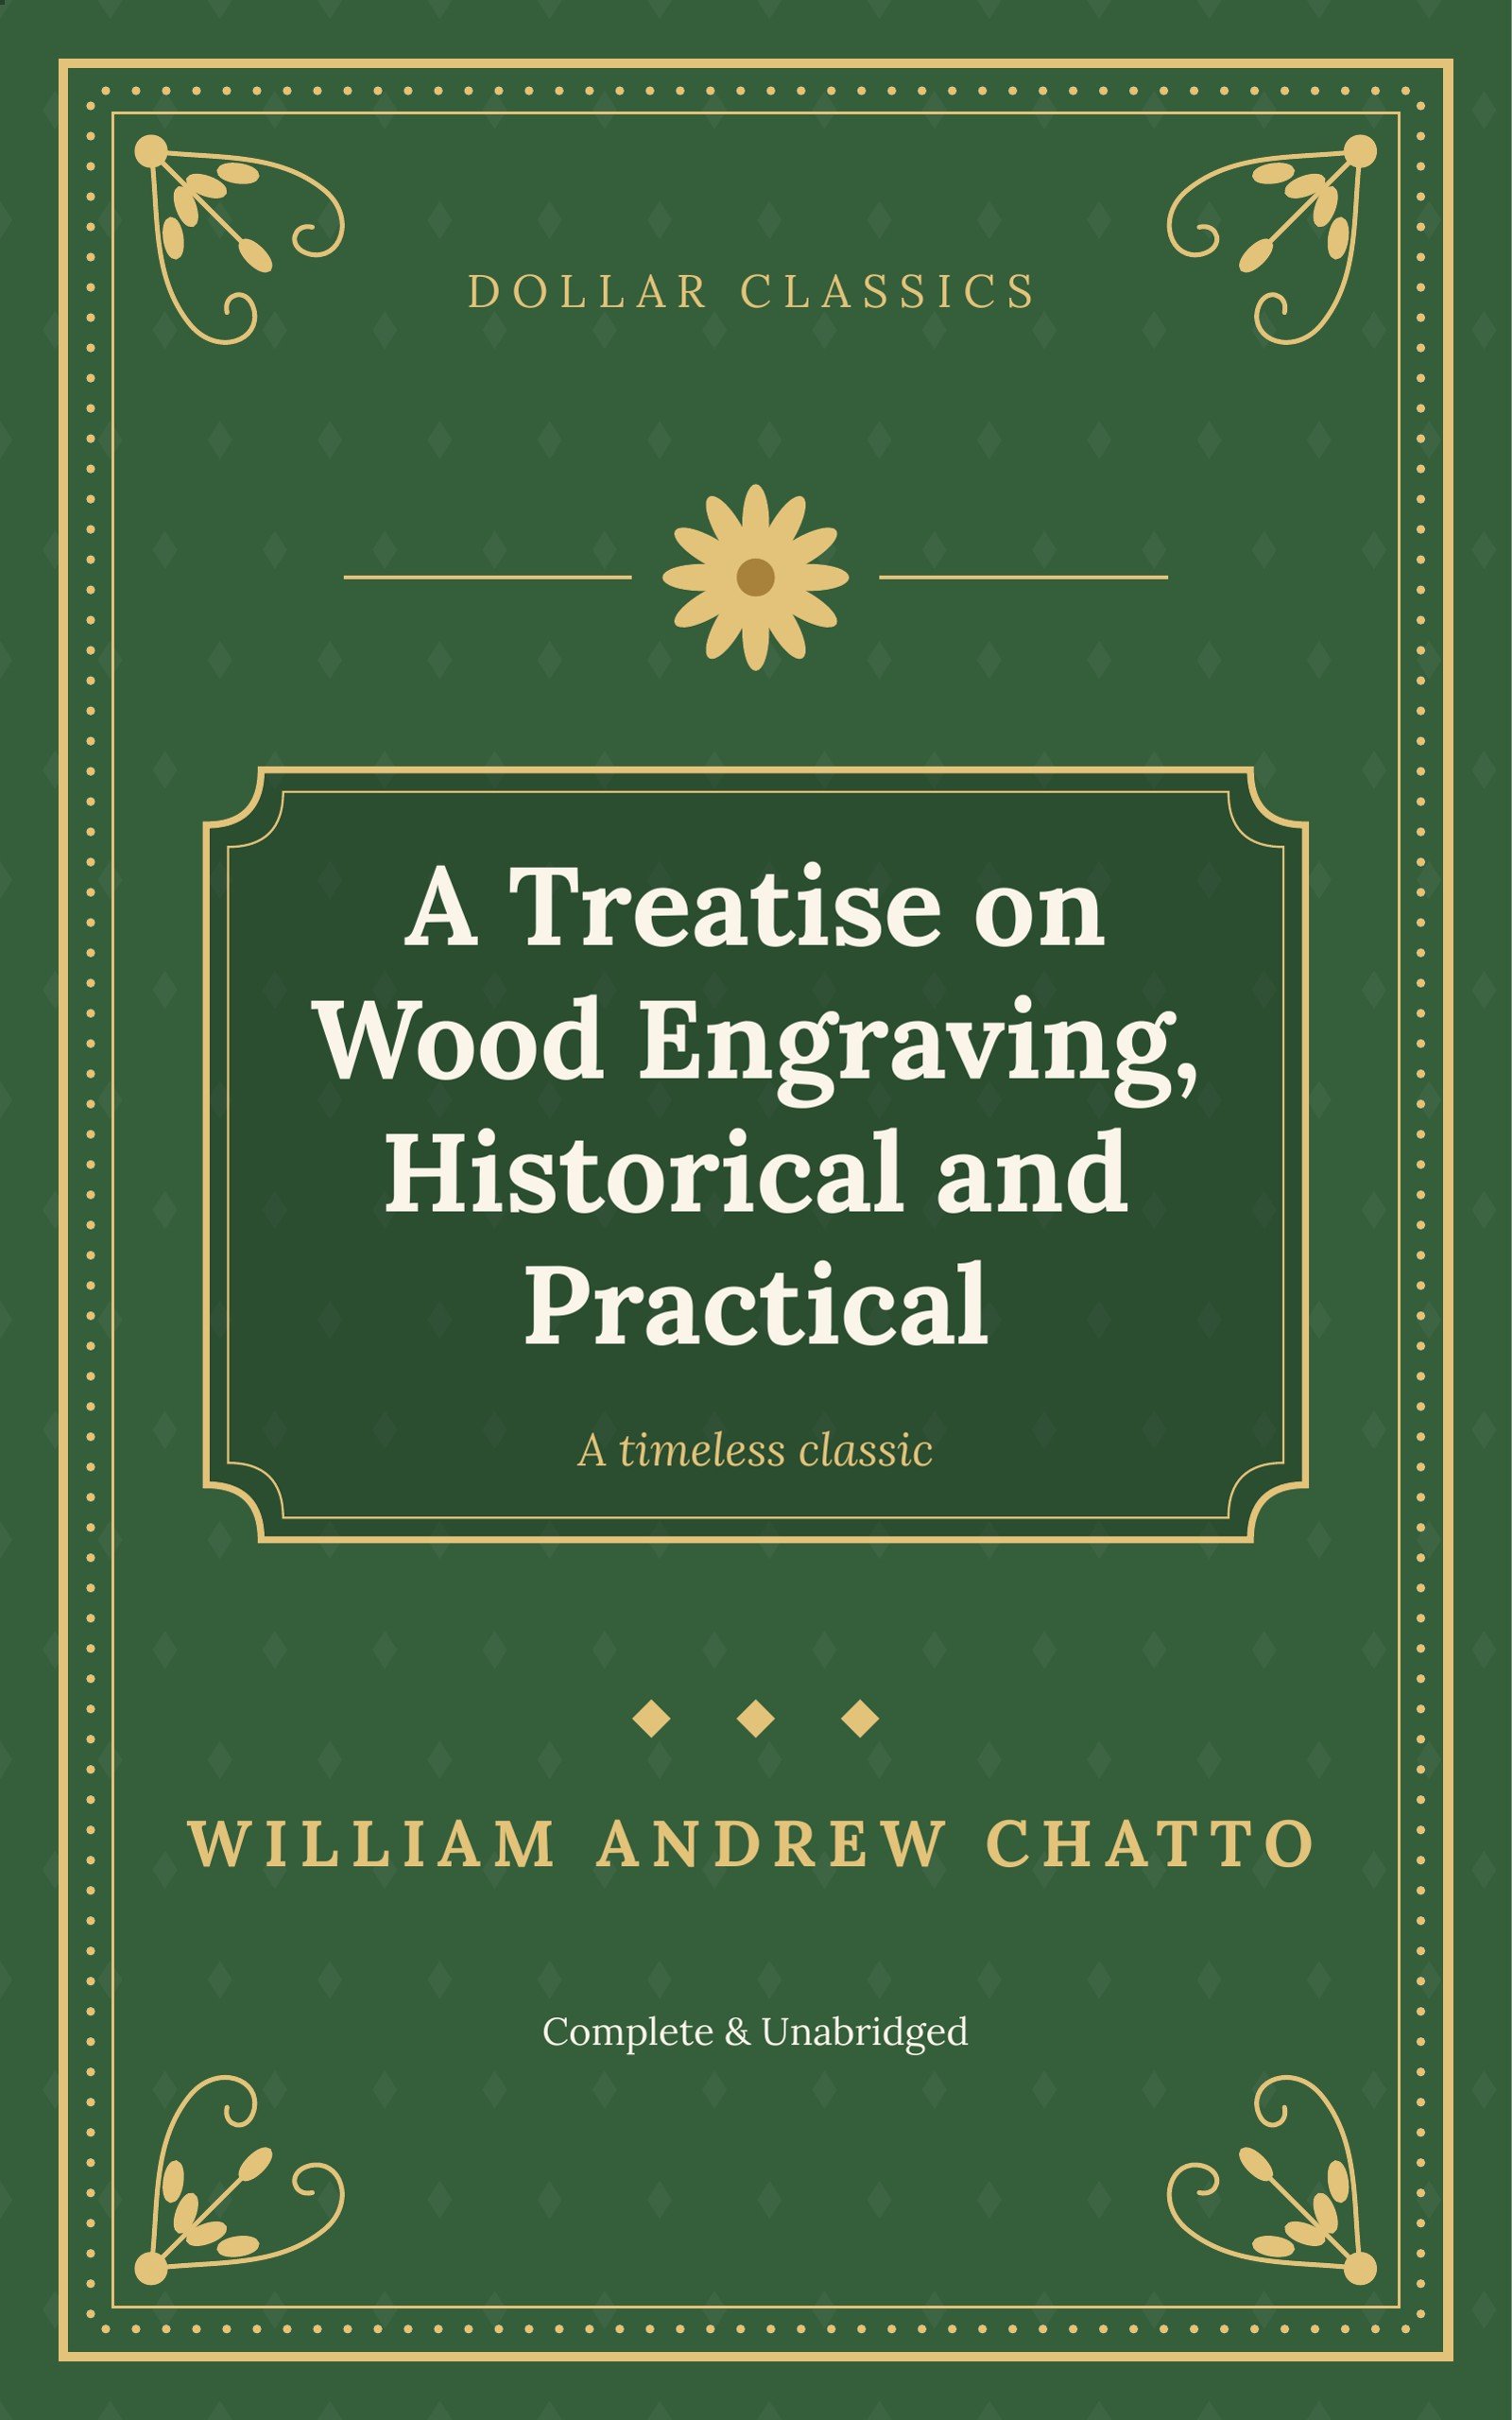 DOLLAR CLASSICS
A Treatise on
Wood Engraving,
Historical and
Practical
A timeless classic
WILLIAM ANDREW CHATTO
Complete & Unabridged